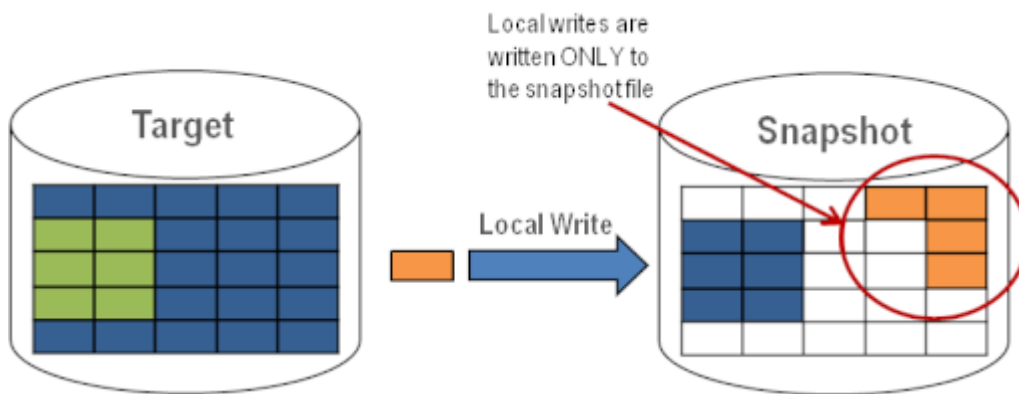 Local writes are
written ONLY to
the snapshot file
Target
Snapshot
Local Write